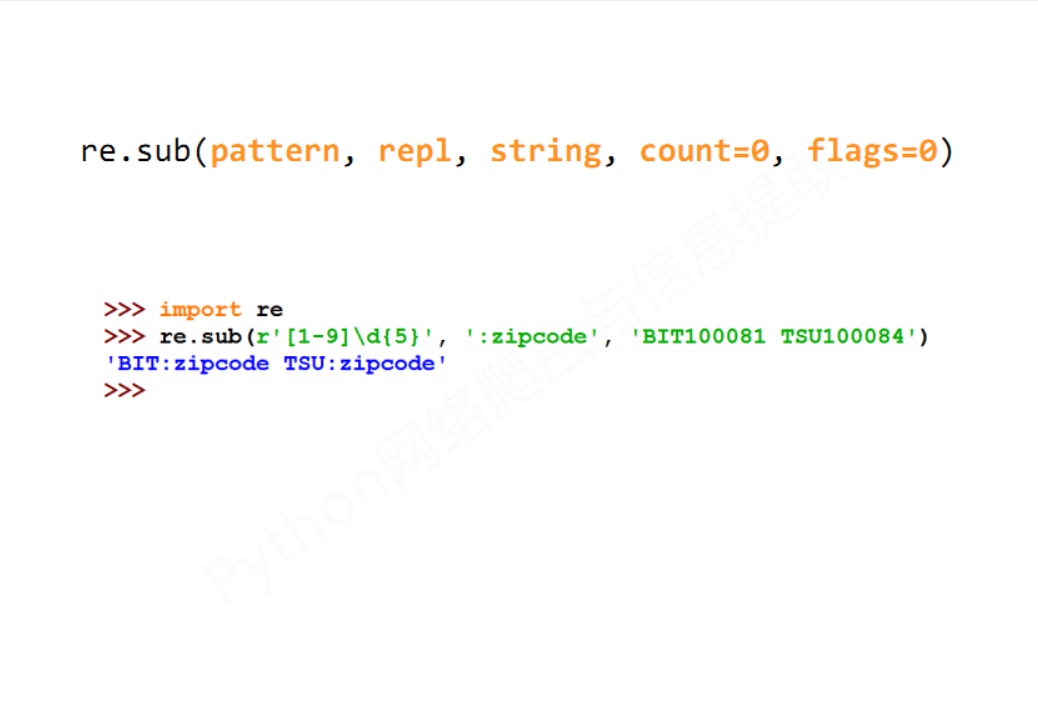 re.sub(pattern, repl, string, count=0, flags=0)
>>> import re
>>> re.sub(r'[1-9]\d{5}', ':zipcode', 'BIT100081 TSU100084')
'BIT:zipcode TSU:zipcode'
>>>
Python网络爬虫与信息提取